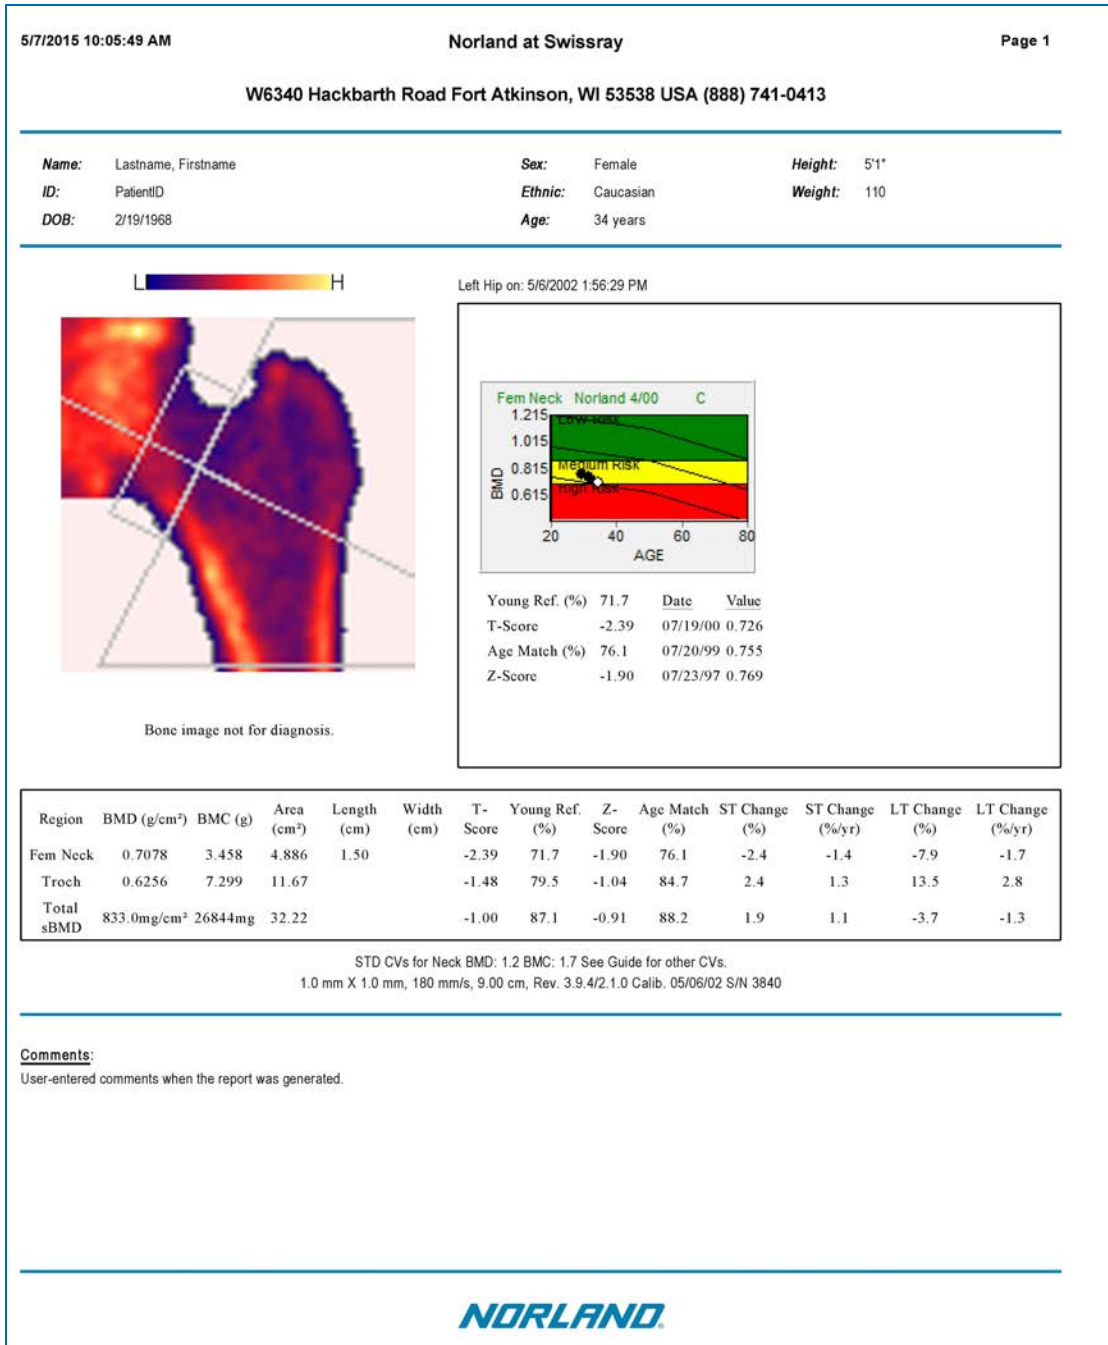 5/7/2015 10:05:49 AM Norland at Swissray Page 1
W6340 Hackbarth Road Fort Atkinson, WI 53538 USA (888) 741-0413
Name: Lastname, Firstname Sex: Female Height: 5'1"
ID: PatientID Ethnic: Caucasian Weight: 110
DOB: 2/19/1968 Age: 34 years
L H
Left Hip on: 5/6/2002 1:56:29 PM
Fem Neck Norland 4/00 C
1.215 Low Risk
1.015
0.815 Medium Risk
0.615 High Risk
BMD
20 40 60 80
AGE
Young Ref. (%) 71.7 Date Value
T-Score -2.39 07/19/00 0.726
Age Match (%) 76.1 07/20/99 0.755
Z-Score -1.90 07/23/97 0.769
Bone image not for diagnosis.
Region BMD (g/cm²) BMC (g) Area (cm²) Length (cm) Width (cm) T-Score Young Ref. (%) Z-Score Age Match (%) ST Change (%) ST Change (%/yr) LT Change (%) LT Change (%/yr)
Fem Neck 0.7078 3.458 4.886 1.50 -2.39 71.7 -1.90 76.1 -2.4 -1.4 -7.9 -1.7
Troch 0.6256 7.299 11.67 -1.48 79.5 -1.04 84.7 2.4 1.3 13.5 2.8
Total sBMD 833.0mg/cm² 26844mg 32.22 -1.00 87.1 -0.91 88.2 1.9 1.1 -3.7 -1.3
STD CVs for Neck BMD: 1.2 BMC: 1.7 See Guide for other CVs.
1.0 mm X 1.0 mm, 180 mm/s, 9.00 cm, Rev. 3.9.4/2.1.0 Calib. 05/06/02 S/N 3840
Comments:
User-entered comments when the report was generated.
NORLAND®